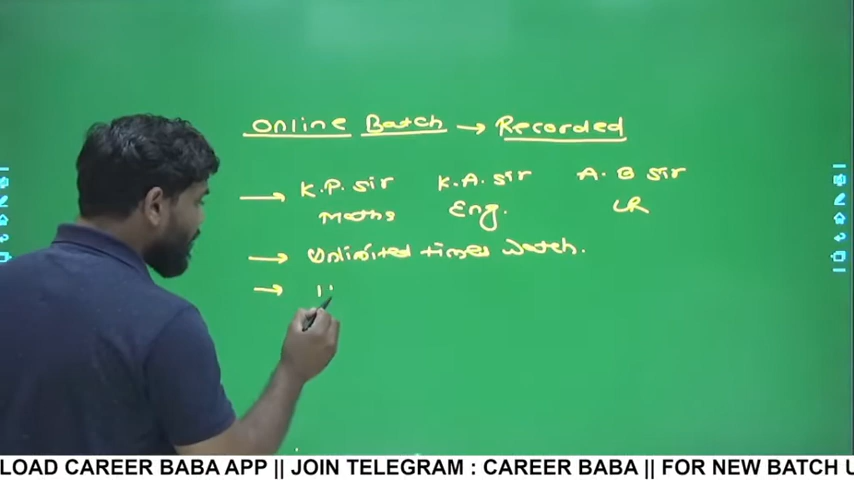 Online Batch → Recorded
→ K.P. Sir K.A. Sir A.B Sir
Maths Eng. LR
→ Unlimited times watch.
→
LOAD CAREER BABA APP || JOIN TELEGRAM : CAREER BABA || FOR NEW BATCH U